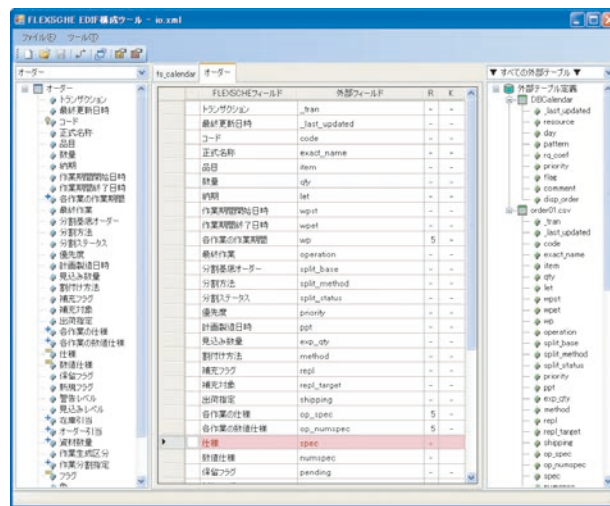 FLEXSCHE EDIF構成ツール - io.xml
ファイル(F) ツール(T)
オーダー
オーダー
トランザクション
最終更新日時
コード
正式名称
品目
数量
納期
作業期間開始日時
作業期間終了日時
各作業の作業期間
最終作業
分割基底オーダー
分割方法
分割ステータス
優先度
計画製造日時
見込み数量
割付け方法
補充フラグ
補充対象
出荷指定
各作業の仕様
各作業の数値仕様
仕様
数値仕様
保留フラグ
新規フラグ
警告レベル
見込みレベル
在庫引当
オーダー引当
資材数量
作業生成区分
作業分割指定
フラグ
色
ts_calendar オーダー
FLEXSCHEフィールド 外部フィールド R K
トランザクション _tran - -
最終更新日時 _last_updated - -
コード code - -
正式名称 exact_name - -
品目 item - -
数量 qty - -
納期 let - -
作業期間開始日時 wpst - -
作業期間終了日時 wpet - -
各作業の作業期間 wp 5 -
最終作業 operation - -
分割基底オーダー split_base - -
分割方法 split_method - -
分割ステータス split_status - -
優先度 priority - -
計画製造日時 ppt - -
見込み数量 exp_qty - -
割付け方法 method - -
補充フラグ repl - -
補充対象 repl_target - -
出荷指定 shipping - -
各作業の仕様 op_spec 5 -
各作業の数値仕様 op_numspec 5 -
仕様 spec -
数値仕様 numspec - -
保留フラグ pending - -
▼ すべての外部テーブル ▼
外部テーブル定義
DBCalendar
_last_updated
resource
day
pattern
rq_coef
priority
flag
comment
disp_order
order01.csv
_tran
_last_updated
code
exact_name
item
qty
let
wpst
wpet
wp
operation
split_base
split_method
split_status
priority
ppt
exp_qty
method
repl
repl_target
shipping
op_spec
op_numspec
spec